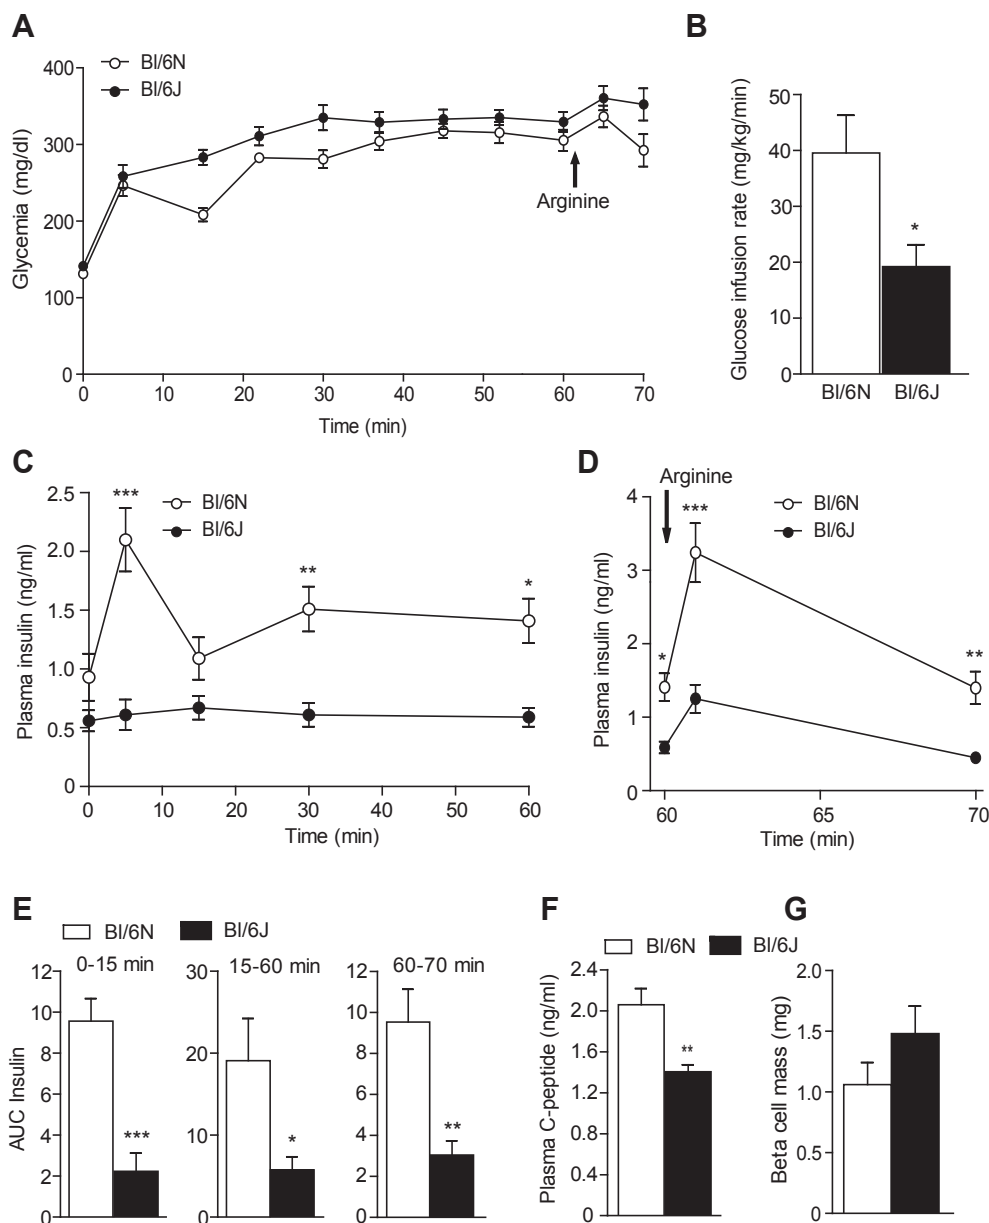 A
Bl/6N
Bl/6J
400
300
200
100
0
Glycemia (mg/dl)
Arginine
0 10 20 30 40 50 60 70
Time (min)
B
50
40
30
20
10
0
Glucose infusion rate (mg/kg/min)
*
Bl/6N Bl/6J
C
2.5
2.0
1.5
1.0
0.5
0
Plasma insulin (ng/ml)
Bl/6N
Bl/6J
***
**
*
0 10 20 30 40 50 60
Time (min)
D
Arginine
4
3
2
1
0
Plasma insulin (ng/ml)
Bl/6N
Bl/6J
*
***
**
60 65 70
Time (min)
E
Bl/6N Bl/6J
0-15 min
12
10
8
6
4
2
0
AUC Insulin
***
15-60 min
30
20
10
0
*
60-70 min
12
10
8
6
4
2
0
**
F
Bl/6N Bl/6J
2.4
2.0
1.6
1.2
0.8
0.4
0
Plasma C-peptide (ng/ml)
**
G
2.0
1.5
1.0
0.5
0
Beta cell mass (mg)